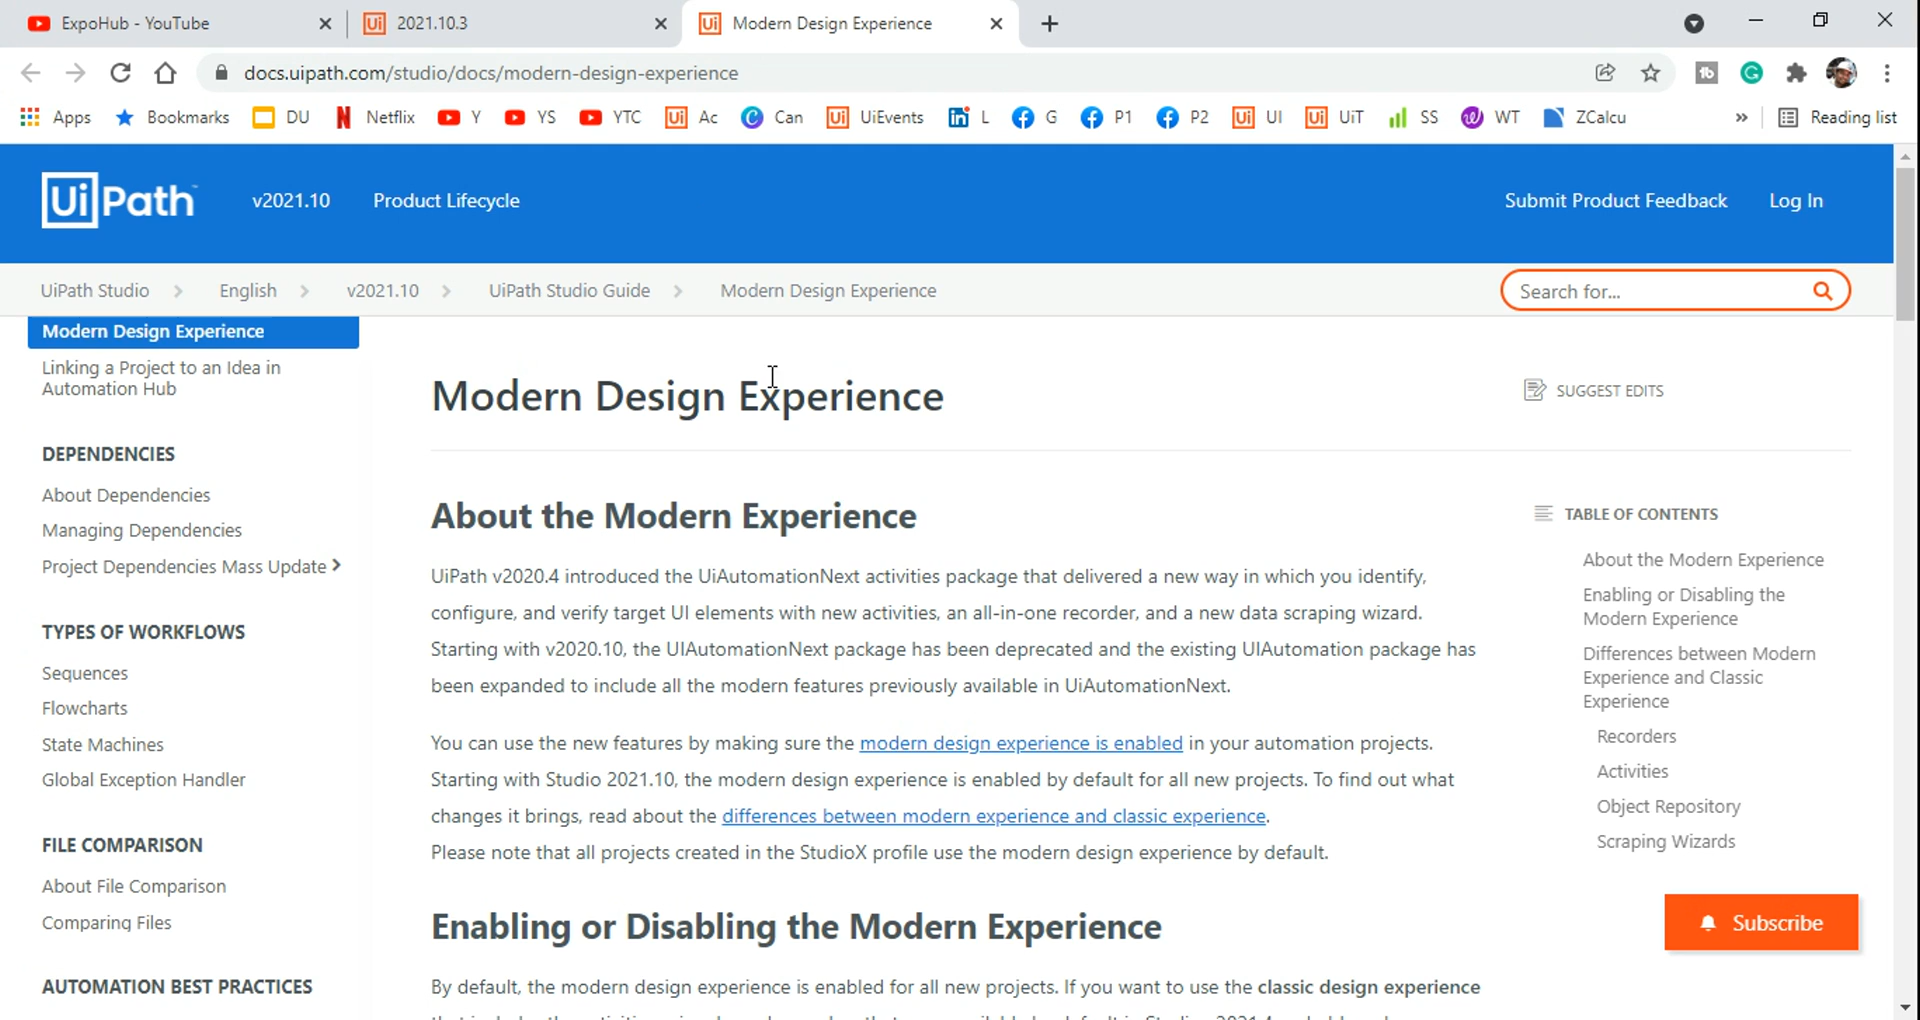 ExpoHub - YouTube
Ui 2021.10.3
Ui Modern Design Experience
docs.uipath.com/studio/docs/modern-design-experience
Apps Bookmarks DU Netflix Y YS YTC Ui Ac Can Ui UiEvents L G P1 P2 Ui UI Ui UiT SS WT ZCalcu » Reading list
UiPath v2021.10 Product Lifecycle Submit Product Feedback Log In
UiPath Studio English v2021.10 UiPath Studio Guide Modern Design Experience Search for...
Modern Design Experience
Linking a Project to an Idea in
Automation Hub
DEPENDENCIES
About Dependencies
Managing Dependencies
Project Dependencies Mass Update
TYPES OF WORKFLOWS
Sequences
Flowcharts
State Machines
Global Exception Handler
FILE COMPARISON
About File Comparison
Comparing Files
AUTOMATION BEST PRACTICES
Modern Design Experience
SUGGEST EDITS
About the Modern Experience
UiPath v2020.4 introduced the UiAutomationNext activities package that delivered a new way in which you identify,
configure, and verify target UI elements with new activities, an all-in-one recorder, and a new data scraping wizard.
Starting with v2020.10, the UIAutomationNext package has been deprecated and the existing UIAutomation package has
been expanded to include all the modern features previously available in UiAutomationNext.
You can use the new features by making sure the modern design experience is enabled in your automation projects.
Starting with Studio 2021.10, the modern design experience is enabled by default for all new projects. To find out what
changes it brings, read about the differences between modern experience and classic experience.
Please note that all projects created in the StudioX profile use the modern design experience by default.
Enabling or Disabling the Modern Experience
By default, the modern design experience is enabled for all new projects. If you want to use the classic design experience
TABLE OF CONTENTS
About the Modern Experience
Enabling or Disabling the
Modern Experience
Differences between Modern
Experience and Classic
Experience
Recorders
Activities
Object Repository
Scraping Wizards
Subscribe